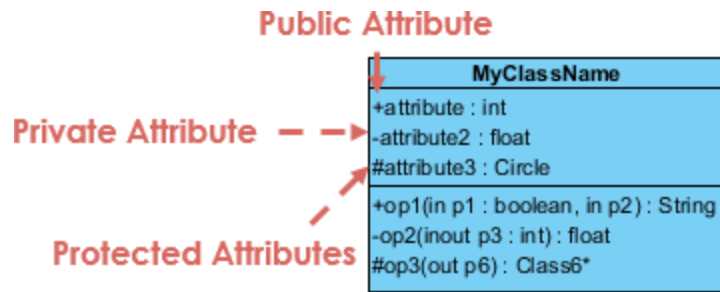 Public Attribute
MyClassName
+attribute : int
Private Attribute
-attribute2 : float
#attribute3 : Circle
+op1(in p1 : boolean, in p2) : String
-op2(inout p3 : int) : float
Protected Attributes
#op3(out p6) : Class6*